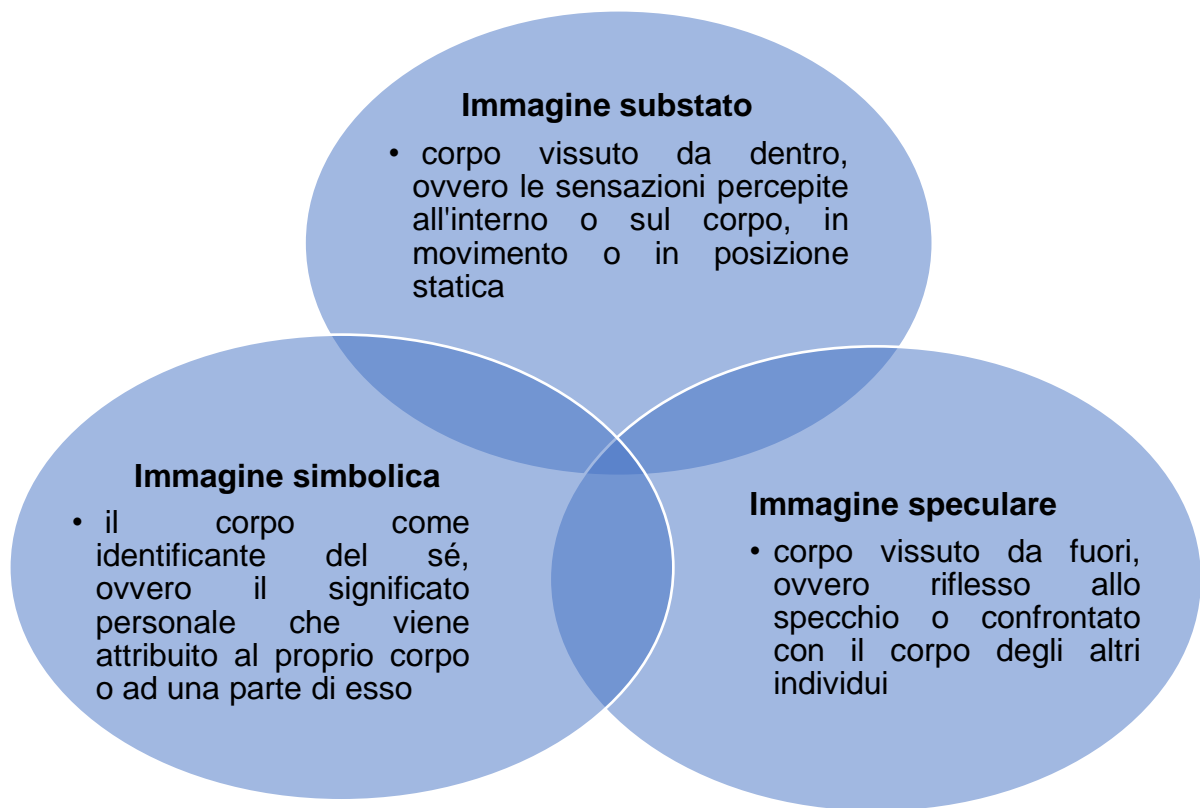 Immagine substato
• corpo vissuto da dentro,
ovvero le sensazioni percepite
all'interno o sul corpo, in
movimento o in posizione
statica
Immagine simbolica
• il corpo come
identificante del sé,
ovvero il significato
personale che viene
attribuito al proprio corpo
o ad una parte di esso
Immagine speculare
• corpo vissuto da fuori,
ovvero riflesso allo
specchio o confrontato
con il corpo degli altri
individui